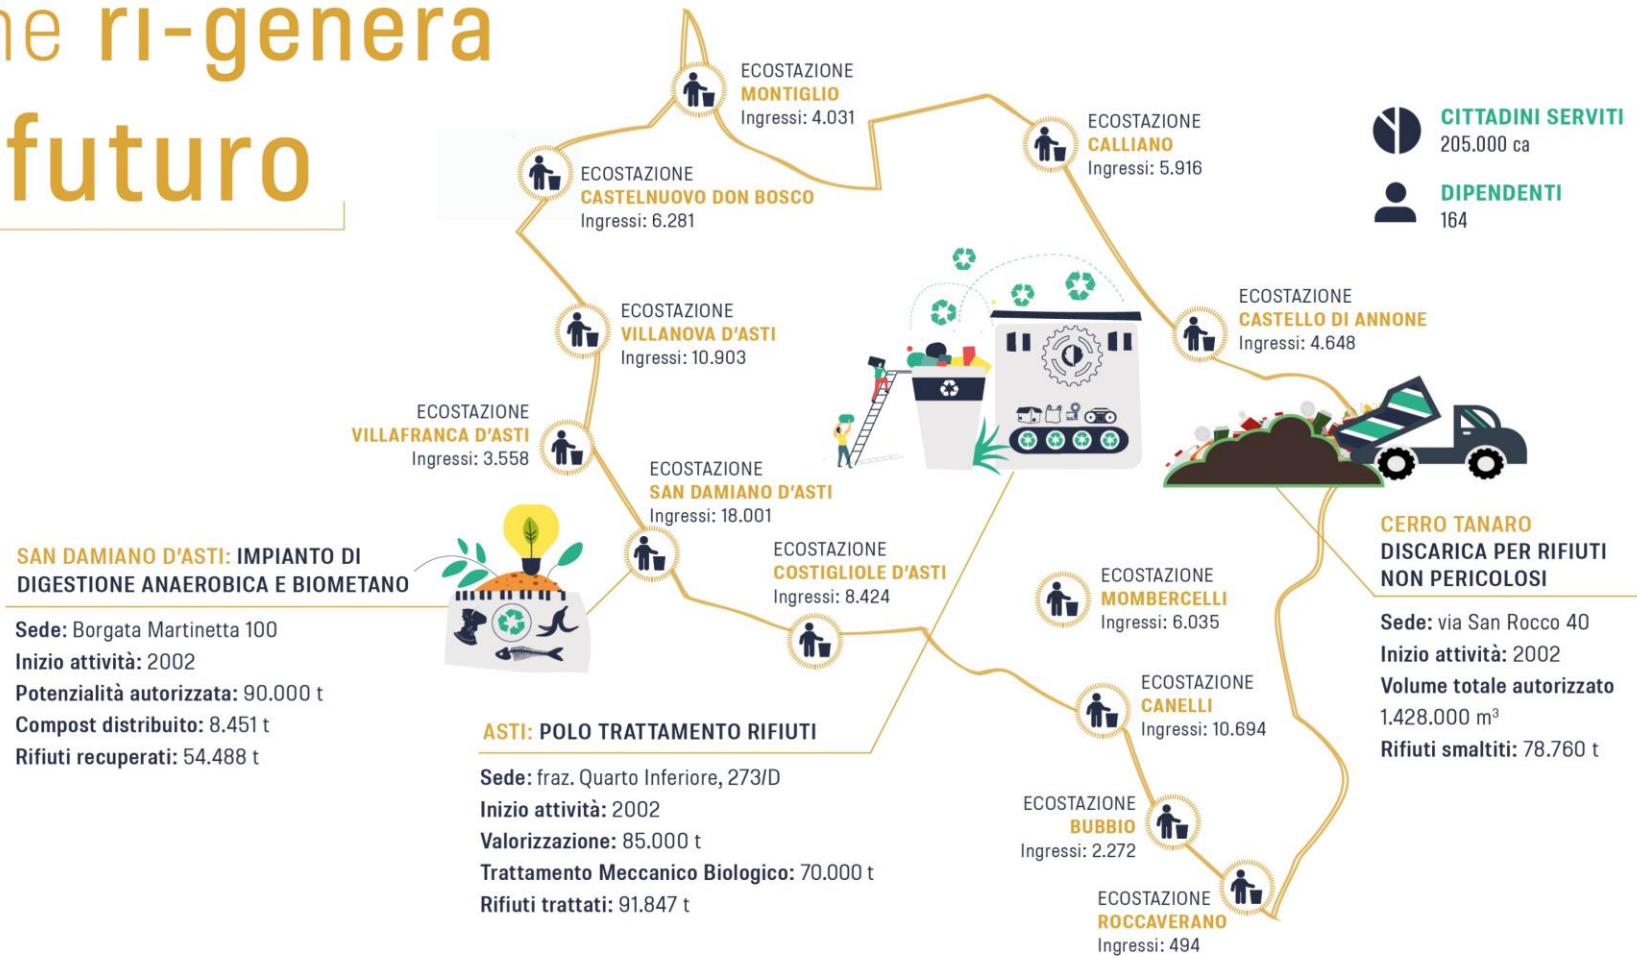 ri-genera
futuro
ECOSTAZIONE
MONTIGLIO
Ingressi: 4.031
ECOSTAZIONE
CALLIANO
Ingressi: 5.916
CITTADINI SERVITI
205.000 ca
DIPENDENTI
164
ECOSTAZIONE
CASTELNUOVO DON BOSCO
Ingressi: 6.281
ECOSTAZIONE
VILLANOVA D'ASTI
Ingressi: 10.903
ECOSTAZIONE
CASTELLO DI ANNONE
Ingressi: 4.648
ECOSTAZIONE
VILLAFRANCA D'ASTI
Ingressi: 3.558
ECOSTAZIONE
SAN DAMIANO D'ASTI
Ingressi: 18.001
ECOSTAZIONE
COSTIGLIOLE D'ASTI
Ingressi: 8.424
ECOSTAZIONE
MOMBERCELLI
Ingressi: 6.035
ECOSTAZIONE
CANELLI
Ingressi: 10.694
ECOSTAZIONE
BUBBIO
Ingressi: 2.272
ECOSTAZIONE
ROCCAVERANO
Ingressi: 494
SAN DAMIANO D'ASTI: IMPIANTO DI
DIGESTIONE ANAEROBICA E BIOMETANO
Sede: Borgata Martinetta 100
Inizio attività: 2002
Potenzialità autorizzata: 90.000 t
Compost distribuito: 8.451 t
Rifiuti recuperati: 54.488 t
ASTI: POLO TRATTAMENTO RIFIUTI
Sede: fraz. Quarto Inferiore, 273/D
Inizio attività: 2002
Valorizzazione: 85.000 t
Trattamento Meccanico Biologico: 70.000 t
Rifiuti trattati: 91.847 t
CERRO TANARO
DISCARICA PER RIFIUTI
NON PERICOLOSI
Sede: via San Rocco 40
Inizio attività: 2002
Volume totale autorizzato
1.428.000 m³
Rifiuti smaltiti: 78.760 t